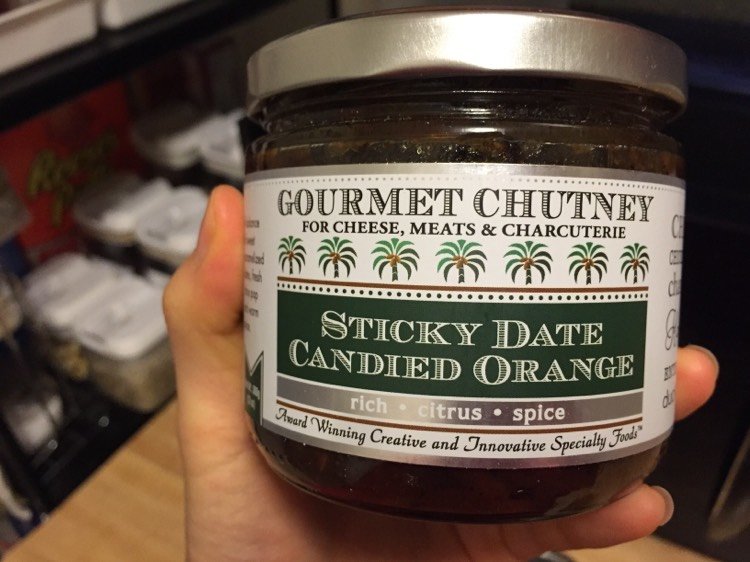 GOURMET CHUTNEY
FOR CHEESE, MEATS & CHARCUTERIE
STICKY DATE
CANDIED ORANGE
rich • citrus • spice
Award Winning Creative and Innovative Specialty Foods™